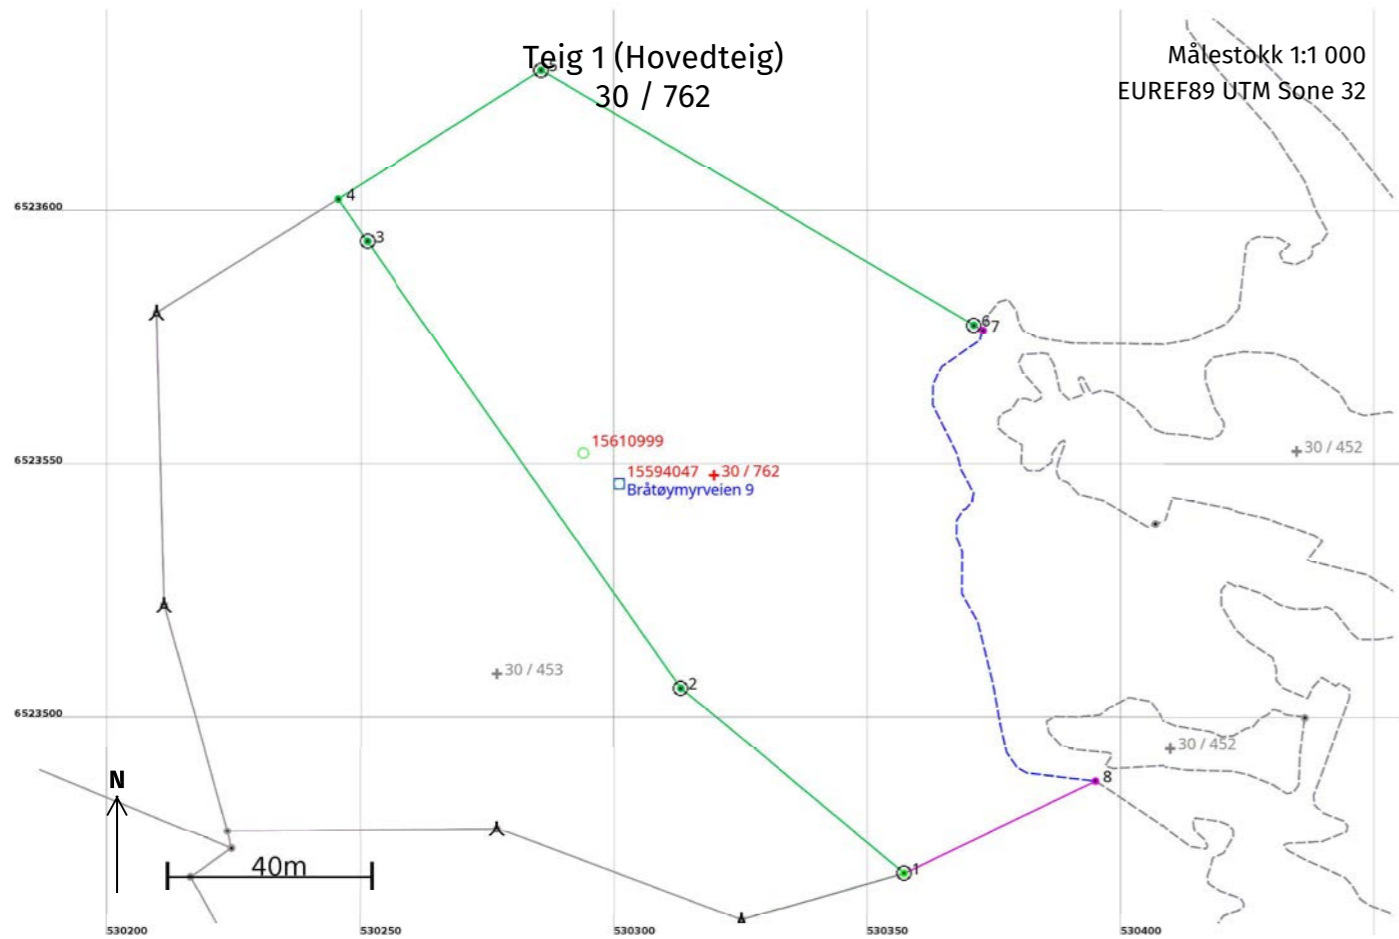 Teig 1 (Hovedteig)
30 / 762
Målestokk 1:1 000
EUREF89 UTM Sone 32
5
4
6523600
3
6
7
15610999
30 / 452
6523550
15594047
30 / 762
Bråtøymyrveien 9
30 / 453
2
6523500
30 / 452
8
N
40m
1
530200
530250
530300
530350
530400